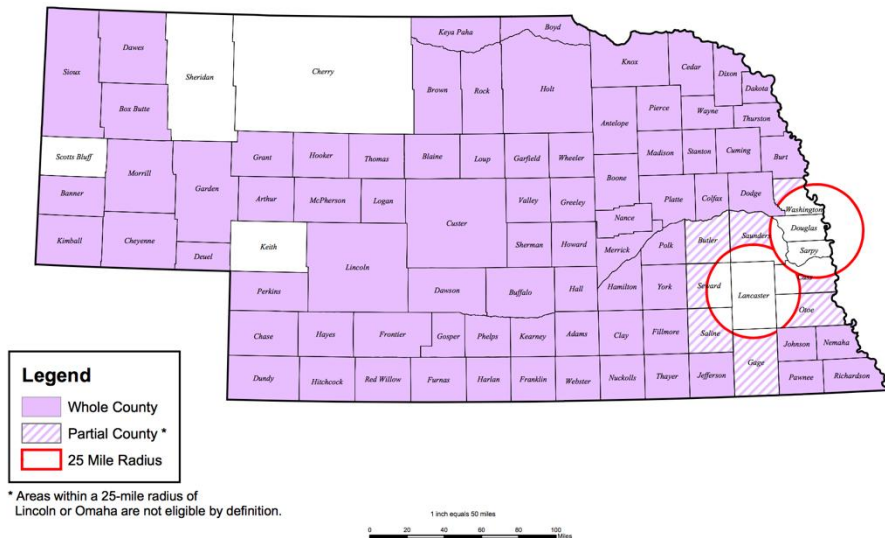 Keya Paha
Boyd
Dawes
Sioux
Sheridan
Cherry
Knox
Cedar
Dixon
Dakota
Brown
Rock
Holt
Box Butte
Antelope
Pierce
Wayne
Thurston
Scotts Bluff
Morrill
Garden
Grant
Hooker
Thomas
Blaine
Loup
Garfield
Wheeler
Madison
Stanton
Cuming
Burt
Banner
Arthur
McPherson
Logan
Custer
Valley
Greeley
Boone
Platte
Colfax
Dodge
Washington
Kimball
Cheyenne
Deuel
Keith
Lincoln
Sherman
Howard
Nance
Merrick
Polk
Butler
Saunders
Douglas
Sarpy
Perkins
Dawson
Buffalo
Hall
Hamilton
York
Seward
Lancaster
Cass
Otoe
Chase
Hayes
Frontier
Gosper
Phelps
Kearney
Adams
Clay
Fillmore
Saline
Gage
Johnson
Nemaha
Dundy
Hitchcock
Red Willow
Furnas
Harlan
Franklin
Webster
Nuckolls
Thayer
Jefferson
Pawnee
Richardson
Legend
Whole County
Partial County *
25 Mile Radius
* Areas within a 25-mile radius of
Lincoln or Omaha are not eligible by definition.
1 inch equals 50 miles
0 20 40 60 80 100
Miles